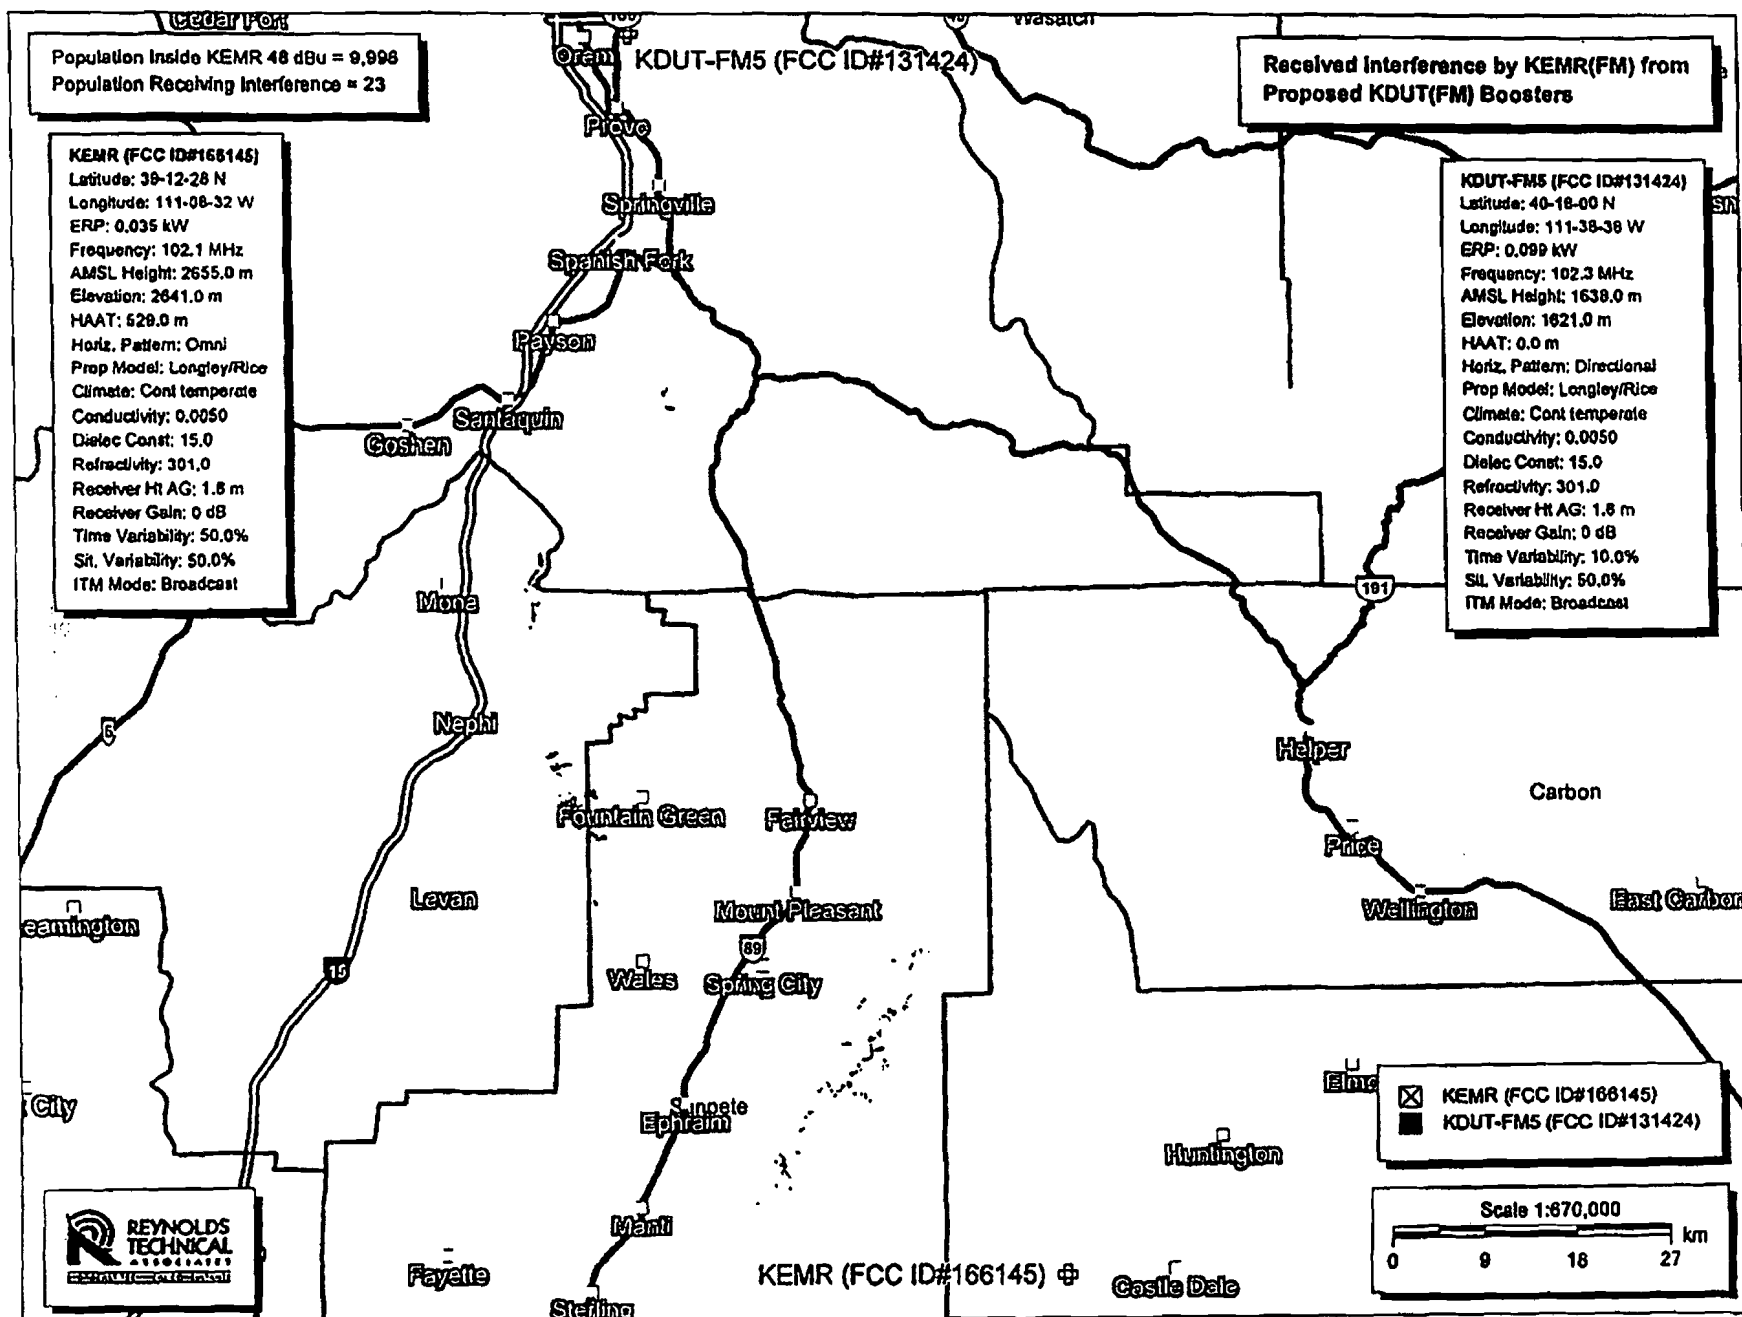 Cedar Fort
Wasatch
Population Inside KEMR 48 dBu = 9,998
Population Receiving Interference = 23
Orem
KDUT-FM5 (FCC ID#131424)
Received Interference by KEMR(FM) from
Proposed KDUT(FM) Boosters
Provo
KEMR (FCC ID#166145)
Latitude: 39-12-28 N
Longitude: 111-08-32 W
ERP: 0.035 kW
Frequency: 102.1 MHz
AMSL Height: 2655.0 m
Elevation: 2641.0 m
HAAT: 529.0 m
Horiz. Pattern: Omni
Prop Model: Longley/Rice
Climate: Cont temperate
Conductivity: 0.0050
Dielec Const: 15.0
Refractivity: 301.0
Receiver Ht AG: 1.8 m
Receiver Gain: 0 dB
Time Variability: 50.0%
Sit. Variability: 50.0%
ITM Mode: Broadcast
KDUT-FM5 (FCC ID#131424)
Latitude: 40-18-00 N
Longitude: 111-38-38 W
ERP: 0.099 kW
Frequency: 102.3 MHz
AMSL Height: 1638.0 m
Elevation: 1621.0 m
HAAT: 0.0 m
Horiz. Pattern: Directional
Prop Model: Longley/Rice
Climate: Cont temperate
Conductivity: 0.0050
Dielec Const: 15.0
Refractivity: 301.0
Receiver Ht AG: 1.8 m
Receiver Gain: 0 dB
Time Variability: 10.0%
Sit. Variability: 50.0%
ITM Mode: Broadcast
Springville
Spanish Fork
Payson
Santaquin
Goshen
191
Mona
Nephi
6
Helper
Carbon
Fountain Green
Fairview
Price
Levan
Mount Pleasant
Wellington
East Carbon
eamington
89
15
Wales
Spring City
City
Elmo
KEMR (FCC ID#166145)
KDUT-FM5 (FCC ID#131424)
Ephraim
Huntington
Manti
Scale 1:670,000
0 9 18 27 km
REYNOLDS
TECHNICAL
ASSOCIATES
Fayette
KEMR (FCC ID#166145)
Castle Dale
Sterling